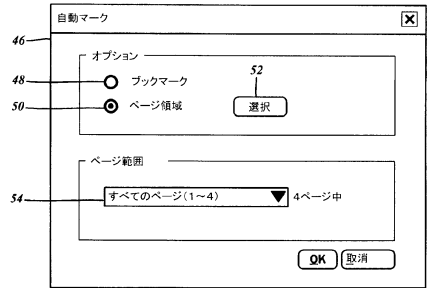 自動マーク
46
オプション
48
ブックマーク
52
50
ページ領域
選択
ページ範囲
54
すべてのページ(1～4)
4ページ中
OK
取消